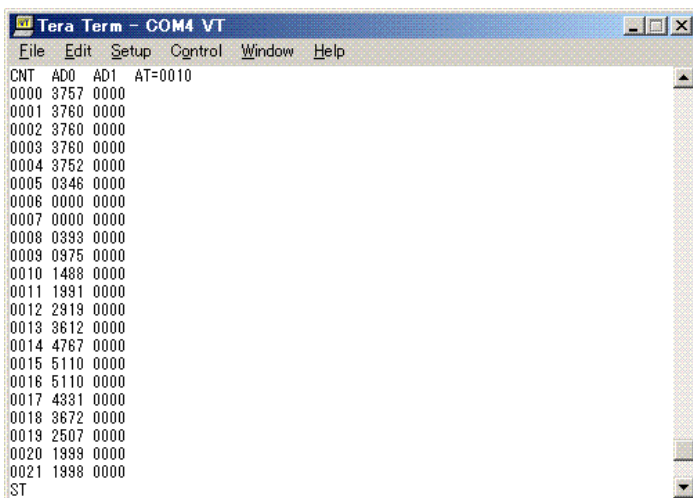 Tera Term - COM4 VT
File Edit Setup Control Window Help
CNT AD0 AD1 AT=0010
0000 3757 0000
0001 3760 0000
0002 3760 0000
0003 3760 0000
0004 3752 0000
0005 0346 0000
0006 0000 0000
0007 0000 0000
0008 0393 0000
0009 0975 0000
0010 1488 0000
0011 1991 0000
0012 2919 0000
0013 3612 0000
0014 4767 0000
0015 5110 0000
0016 5110 0000
0017 4331 0000
0018 3672 0000
0019 2507 0000
0020 1999 0000
0021 1998 0000
ST